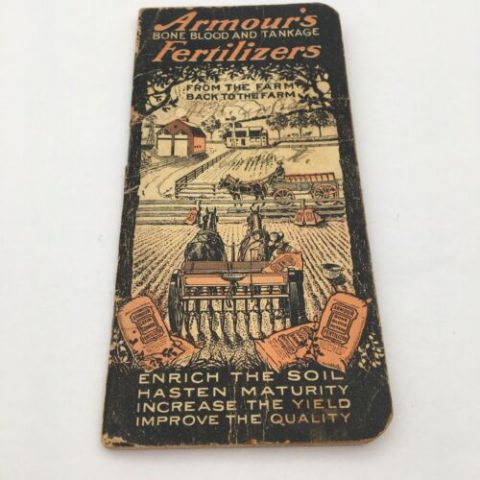 Armour's
BONE BLOOD AND TANKAGE
Fertilizers
FROM THE FARM
BACK TO THE FARM
ENRICH THE SOIL
HASTEN MATURITY
INCREASE THE YIELD
IMPROVE THE QUALITY